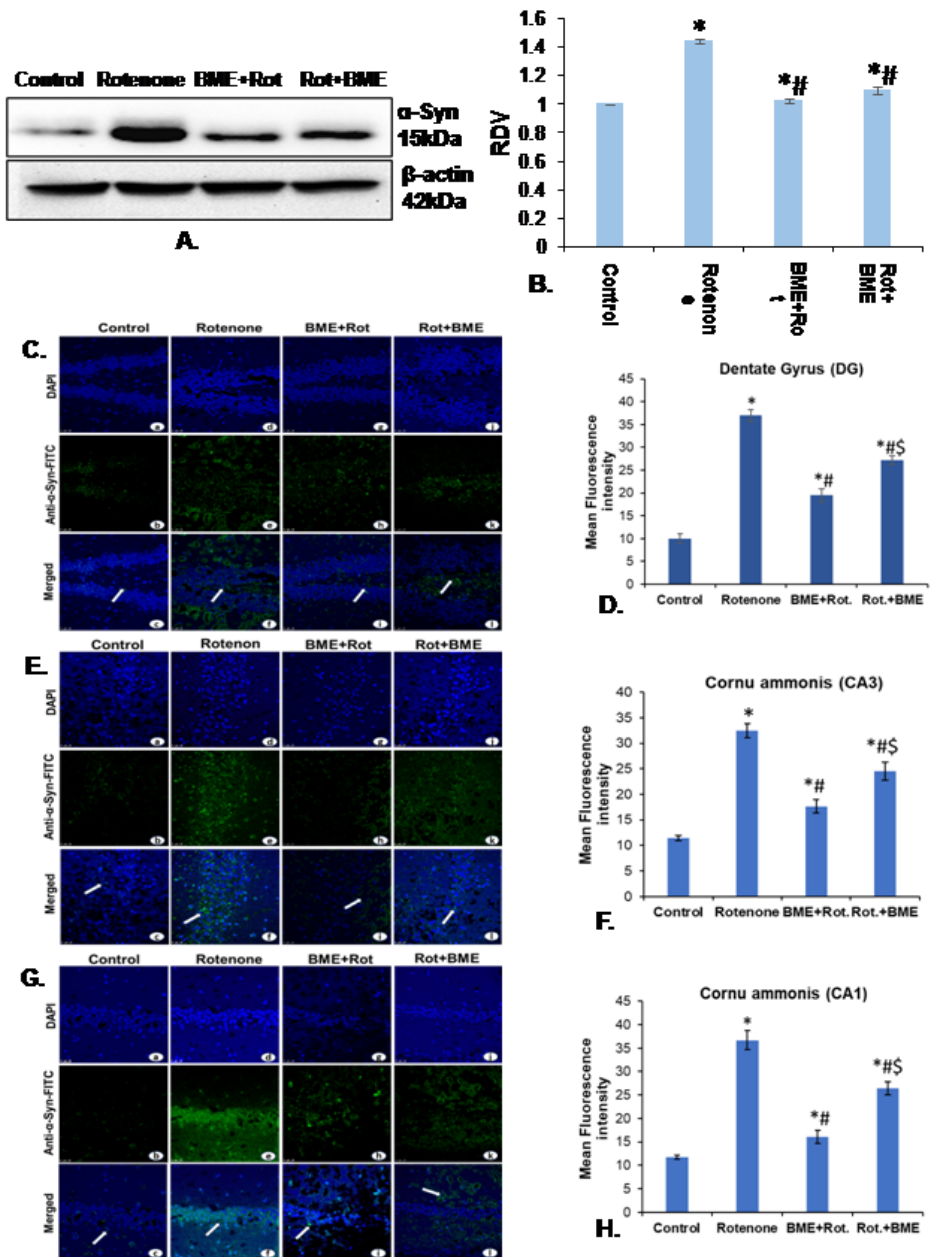 Control Rotenone BME+Rot Rot+BME
α-Syn
15kDa
β-actin
42kDa
A.
RDV
1.6
1.4
1.2
1
0.8
0.6
0.4
0.2
0
*
*#
*#
Control
Rotenon
e
BME+Ro
t
Rot+
BME
B.
C.
Control Rotenone BME+Rot Rot+BME
DAPI
a d g j
Anti-α-Syn-FITC
b e h k
Merged
c f i l
Dentate Gyrus (DG)
Mean Fluorescence
intensity
45
40
35
30
25
20
15
10
5
0
*
*#
*#$
Control Rotenone BME+Rot. Rot.+BME
D.
E.
Control Rotenon BME+Rot Rot+BME
DAPI
a d g j
Anti-α-Syn-FITC
b e h k
Merged
c f i l
Cornu ammonis (CA3)
Mean Fluorescence
intensity
40
35
30
25
20
15
10
5
0
*
*#
*#$
Control Rotenone BME+Rot. Rot.+BME
F.
G.
Control Rotenone BME+Rot Rot+BME
DAPI
a d g j
Anti-α-Syn-FITC
b e h k
Merged
c f i l
Cornu ammonis (CA1)
Mean Fluorescence
intensity
45
40
35
30
25
20
15
10
5
0
*
*#
*#$
Control Rotenone BME+Rot. Rot.+BME
H.